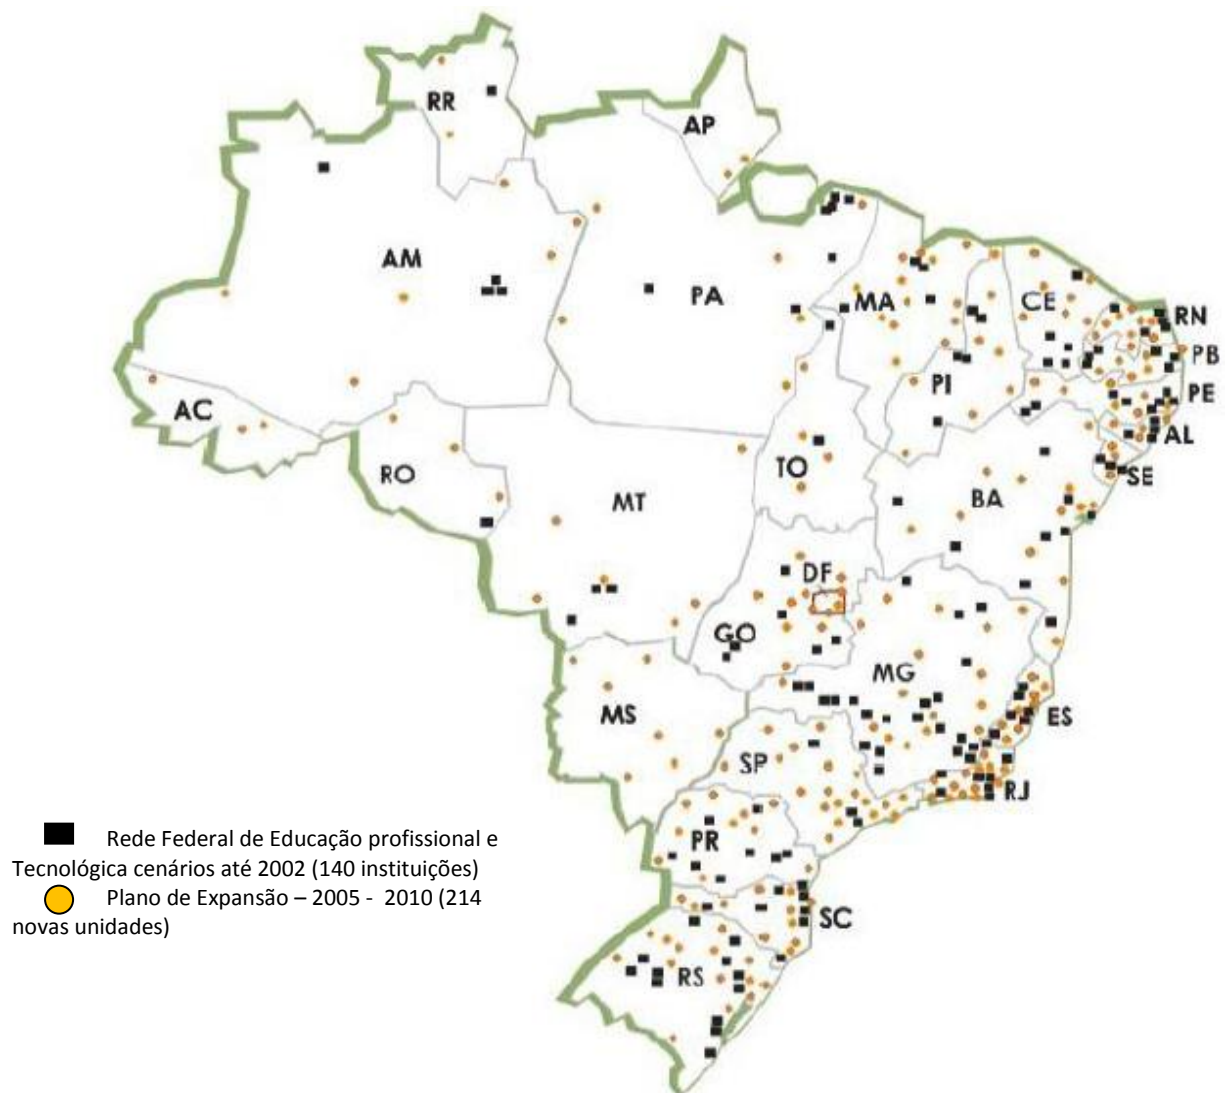 RR
AP
AM
PA
MA
CE
RN
PB
PI
PE
AC
AL
TO
SE
RO
MT
BA
DF
GO
MG
MS
ES
SP
RJ
PR
SC
RS
Rede Federal de Educação profissional e
Tecnológica cenários até 2002 (140 instituições)
Plano de Expansão – 2005 - 2010 (214
novas unidades)